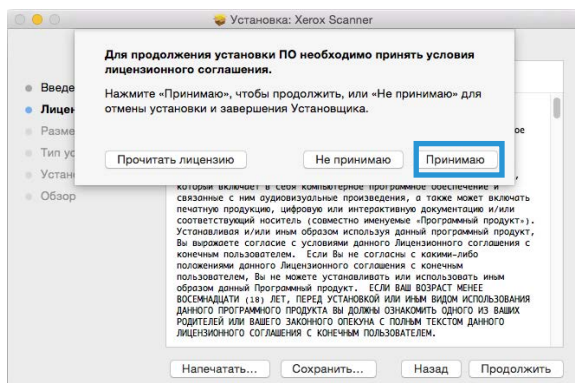 Установка: Xerox Scanner
Для продолжения установки ПО необходимо принять условия
лицензионного соглашения.
Нажмите «Принимаю», чтобы продолжить, или «Не принимаю» для
отмены установки и завершения Установщика.
Прочитать лицензию
Не принимаю
Принимаю
Введе
Лицен
Разме
Тип ус
Устано
Обзор
ое
который включает в себя компьютерное программное обеспечение и
связанные с ним аудиовизуальные произведения, а также может включать
печатную продукцию, цифровую или интерактивную документацию и/или
соответствующий носитель (совместно именуемые «Программный продукт»).
Устанавливая и/или иным образом используя данный программный продукт,
Вы выражаете согласие с условиями данного Лицензионного соглашения с
конечным пользователем. Если Вы не согласны с какими-либо
положениями данного Лицензионного соглашения с конечным
пользователем, Вы не можете устанавливать или использовать иным
образом данный Программный продукт. ЕСЛИ ВАШ ВОЗРАСТ МЕНЕЕ
ВОСЕМНАДЦАТИ (18) ЛЕТ, ПЕРЕД УСТАНОВКОЙ ИЛИ ИНЫМ ВИДОМ ИСПОЛЬЗОВАНИЯ
ДАННОГО ПРОГРАММНОГО ПРОДУКТА ВЫ ДОЛЖНЫ ОЗНАКОМИТЬ ОДНОГО ИЗ ВАШИХ
РОДИТЕЛЕЙ ИЛИ ВАШЕГО ЗАКОННОГО ОПЕКУНА С ПОЛНЫМ ТЕКСТОМ ДАННОГО
ЛИЦЕНЗИОННОГО СОГЛАШЕНИЯ С КОНЕЧНЫМ ПОЛЬЗОВАТЕЛЕМ.
Напечатать...
Сохранить...
Назад
Продолжить